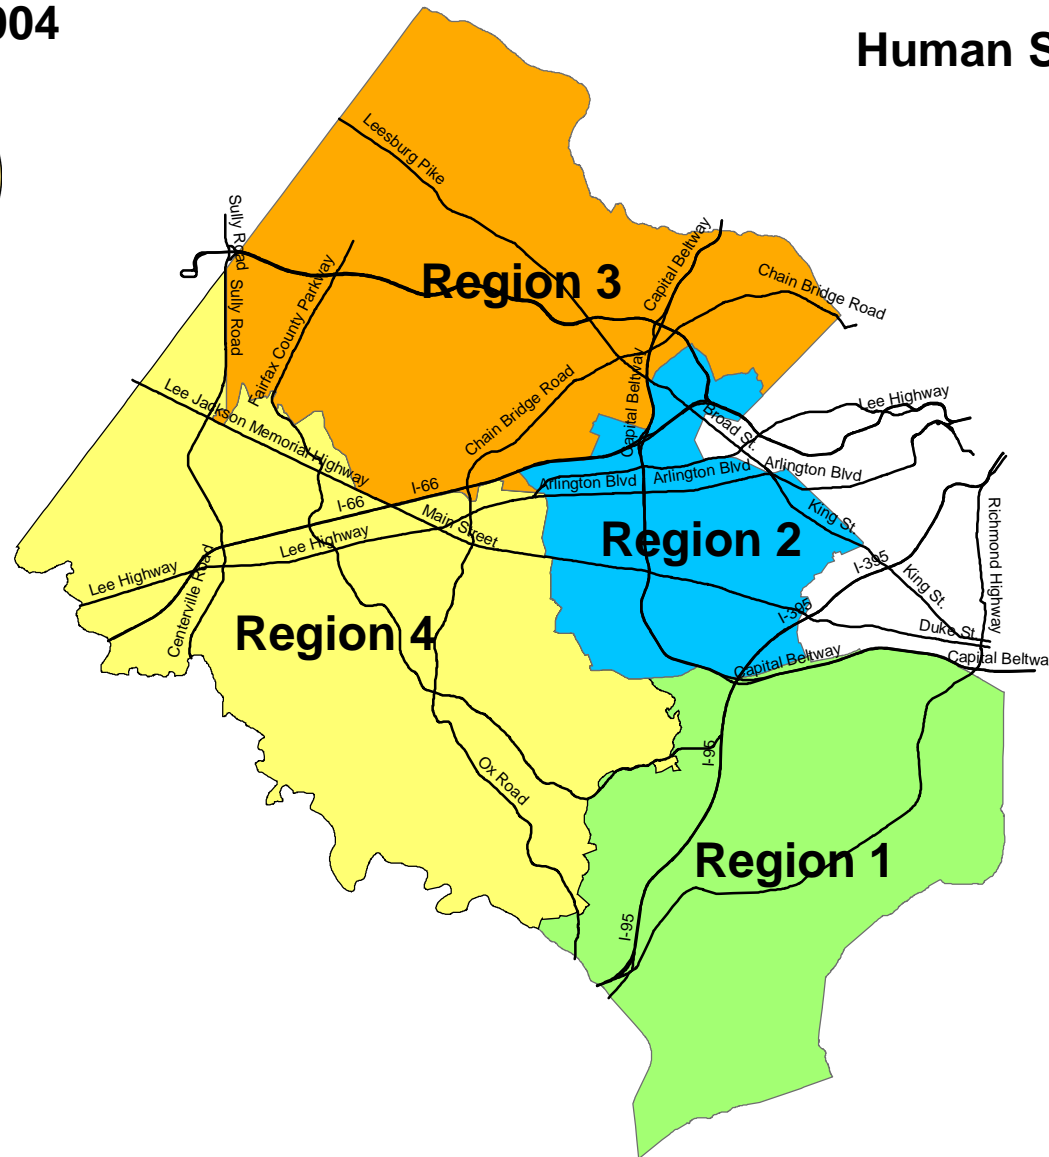 004
Human S
Leesburg Pike
Sully Road
Capital Beltway
Region 3
Chain Bridge Road
Sully Road
Fairfax County Parkway
Capital Beltway
Lee Jackson Memorial Highway
Chain Bridge Road
Lee Highway
Broad St.
Arlington Blvd
Arlington Blvd
Arlington Blvd
I-66
I-66
Main Street
King St.
Richmond Highway
Lee Highway
Region 2
Lee Highway
Centerville Road
I-395
King St.
I-395
Region 4
Duke St.
Capital Beltway
Capital Beltwa
I-95
Ox Road
Region 1
I-95